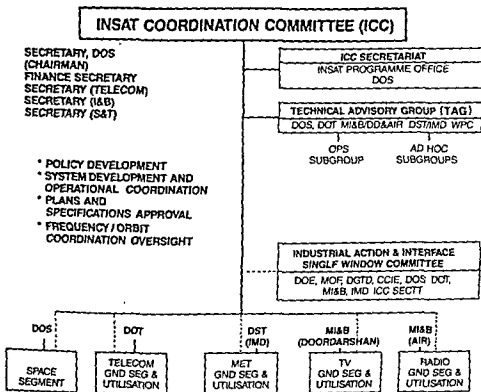 INSAT COORDINATION COMMITTEE (ICC)
SECRETARY, DOS
(CHAIRMAN)
FINANCE SECRETARY
SECRETARY (TELECOM)
SECRETARY (I&B)
SECRETARY (S&T)
* POLICY DEVELOPMENT
* SYSTEM DEVELOPMENT AND
OPERATIONAL COORDINATION
* PLANS AND
SPECIFICATIONS APPROVAL
* FREQUENCY/ORBIT
COORDINATION OVERSIGHT
ICC SECRETARIAT
INSAT PROGRAMME OFFICE
DOS
TECHNICAL ADVISORY GROUP (TAG)
DOS, DOT MI&B/DD&AIR DST/IMD WPC
OPS
SUBGROUP
AD HOC
SUBGROUPS
INDUSTRIAL ACTION & INTERFACE
SINGLE WINDOW COMMITTEE
DOE, MOF, DGTD, CCIE, DOS DOT,
MI&B, IMD ICC SECTT
DOS
SPACE
SEGMENT
DOT
TELECOM
GND SEG &
UTILISATION
DST
(IMD)
MET
GND SEG &
UTILISATION
MI&B
(DOORDARSHAN)
TV
GND SEG &
UTILISATION
MI&B
(AIR)
RADIO
GND SEG &
UTILISATION